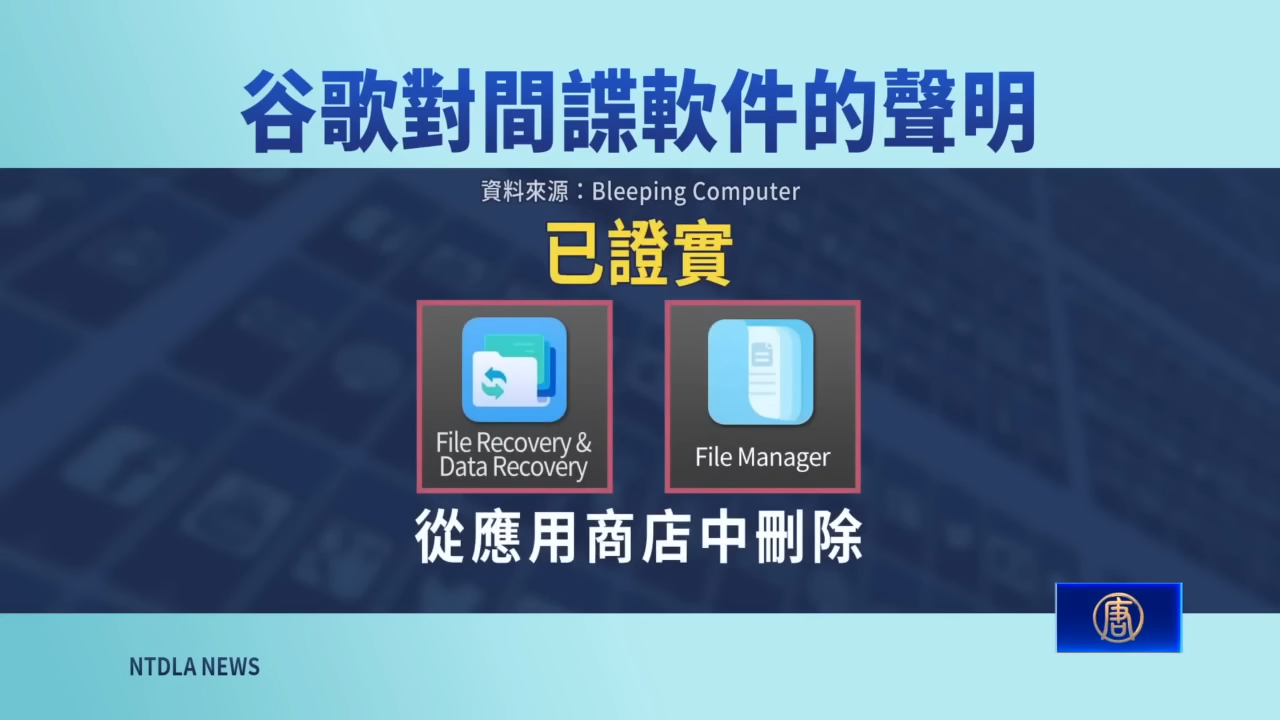 谷歌對間諜軟件的聲明
資料來源：Bleeping Computer
已證實
File Recovery &
Data Recovery
File Manager
從應用商店中刪除
唐
NTDLA NEWS